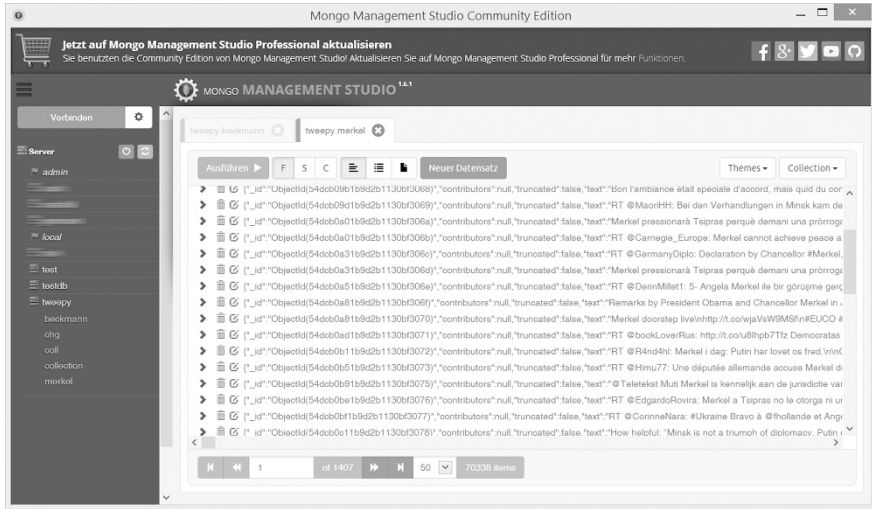 Mongo Management Studio Community Edition
Jetzt auf Mongo Management Studio Professional aktualisieren
Sie benutzten die Community Edition von Mongo Management Studio! Aktualisieren Sie auf Mongo Management Studio Professional für mehr Funktionen.
MONGO MANAGEMENT STUDIO 1.6.1
Verbinden
Server
admin
local
test
testdb
tweepy
beckmann
ohg
coll
collection
merkel
tweepy.beckmann
tweepy.merkel
Ausführen F S C Neuer Datensatz Themes Collection
{"_id":"ObjectId(54dcb09b1b9d2b1130bf3068)","contributors":null,"truncated":false,"text":"Bon l'ambiance était spéciale d'accord, mais quid du cor
{"_id":"ObjectId(54dcb09d1b9d2b1130bf3069)","contributors":null,"truncated":false,"text":"RT @MaoriHH: Bei den Verhandlungen in Minsk kam de
{"_id":"ObjectId(54dcb0a01b9d2b1130bf306a)","contributors":null,"truncated":false,"text":"Merkel pressionarà Tsipras perquè demani una pròrroga
{"_id":"ObjectId(54dcb0a01b9d2b1130bf306b)","contributors":null,"truncated":false,"text":"RT @Carnegie_Europe: Merkel cannot achieve peace a
{"_id":"ObjectId(54dcb0a31b9d2b1130bf306c)","contributors":null,"truncated":false,"text":"RT @GermanyDiplo: Declaration by Chancellor #Merkel,
{"_id":"ObjectId(54dcb0a31b9d2b1130bf306d)","contributors":null,"truncated":false,"text":"Merkel pressionarà Tsipras perquè demani una pròrroga
{"_id":"ObjectId(54dcb0a51b9d2b1130bf306e)","contributors":null,"truncated":false,"text":"RT @DerinMillet1: 5- Angela Merkel ile bir görüşme gerç
{"_id":"ObjectId(54dcb0a81b9d2b1130bf306f)","contributors":null,"truncated":false,"text":"Remarks by President Obama and Chancellor Merkel in
{"_id":"ObjectId(54dcb0a81b9d2b1130bf3070)","contributors":null,"truncated":false,"text":"Merkel doorstep live\nhttp://t.co/wjaVsW9MSf\n#EUCO #
{"_id":"ObjectId(54dcb0ad1b9d2b1130bf3071)","contributors":null,"truncated":false,"text":"RT @bookLoverRus: http://t.co/u8lhpb7Tfz Democratas
{"_id":"ObjectId(54dcb0b11b9d2b1130bf3072)","contributors":null,"truncated":false,"text":"RT @R4nd4hl: Merkel i dag: Putin har lovet os fred.\n\n
{"_id":"ObjectId(54dcb0b51b9d2b1130bf3073)","contributors":null,"truncated":false,"text":"RT @Himu77: Une députée allemande accuse Merkel d
{"_id":"ObjectId(54dcb0b91b9d2b1130bf3075)","contributors":null,"truncated":false,"text":"@Teletekst Muti Merkel is kennelijk aan de jurisdictie va
{"_id":"ObjectId(54dcb0be1b9d2b1130bf3076)","contributors":null,"truncated":false,"text":"RT @EdgardoRovira: Merkel a Tsipras no le otorga ni u
{"_id":"ObjectId(54dcb0bf1b9d2b1130bf3077)","contributors":null,"truncated":false,"text":"RT @CorinneNara: #Ukraine Bravo à @fhollande et Ang
{"_id":"ObjectId(54dcb0c11b9d2b1130bf3078)","contributors":null,"truncated":false,"text":"How helpful: "Minsk is not a triumph of diplomacy. Putin
1 of 1407 50 70338 items